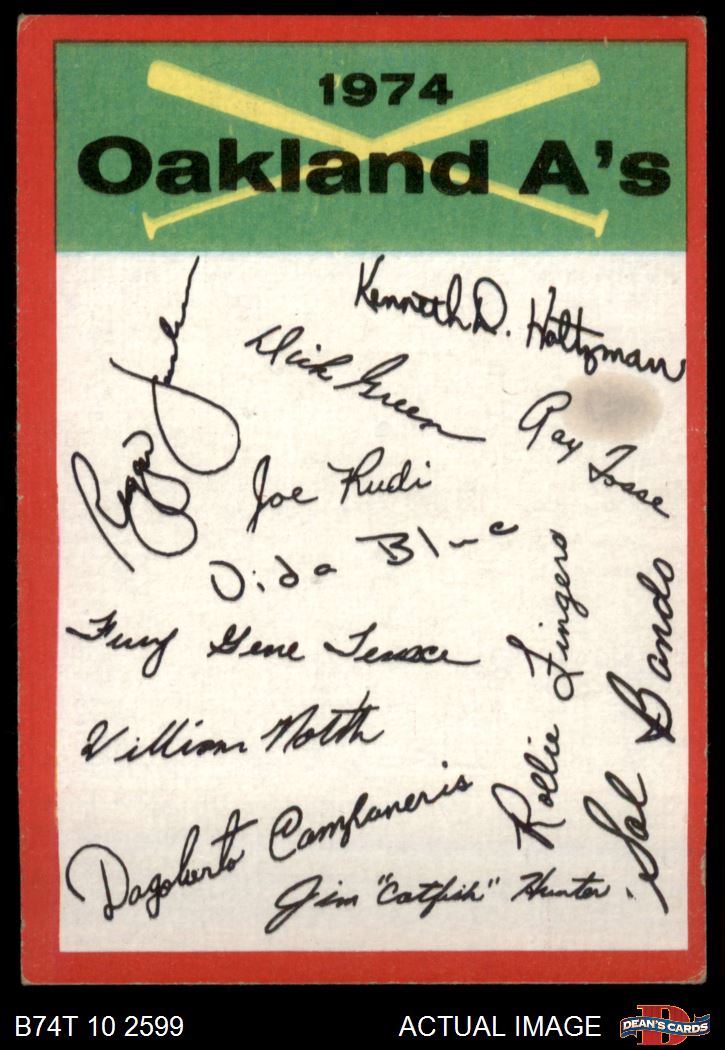 1974
Oakland A's
Kenneth D. Holtzman
Dick Green
Reggie Jackson
Ray Fosse
Joe Rudi
Vida Blue
Rollie Fingers
Sal Bando
Fury Gene Tenace
William North
Dagoberto Campaneris
Jim "Catfish" Hunter
B74T 10 2599
ACTUAL IMAGE
D
DEAN'S CARDS